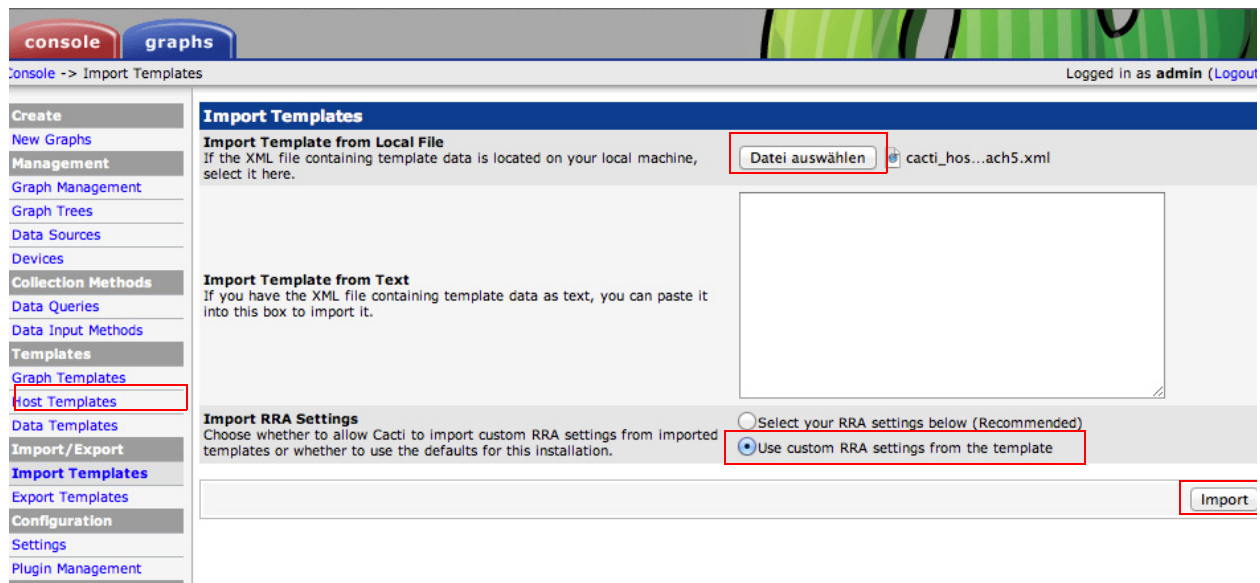 console graphs
Console -> Import Templates
Logged in as admin (Logout
Create
New Graphs
Management
Graph Management
Graph Trees
Data Sources
Devices
Collection Methods
Data Queries
Data Input Methods
Templates
Graph Templates
Host Templates
Data Templates
Import/Export
Import Templates
Export Templates
Configuration
Settings
Plugin Management
Import Templates
Import Template from Local File
If the XML file containing template data is located on your local machine,
select it here.
Datei auswählen cacti_hos...ach5.xml
Import Template from Text
If you have the XML file containing template data as text, you can paste it
into this box to import it.
Import RRA Settings
Choose whether to allow Cacti to import custom RRA settings from imported
templates or whether to use the defaults for this installation.
Select your RRA settings below (Recommended)
Use custom RRA settings from the template
Import